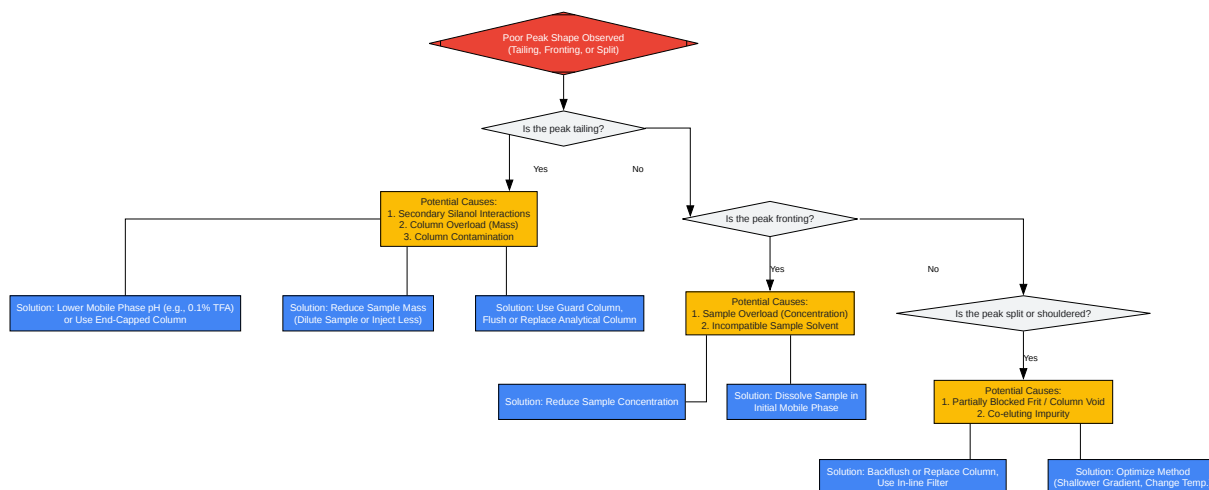 Poor Peak Shape Observed
(Tailing, Fronting, or Split)
Is the peak tailing?
Yes
No
Potential Causes:
1. Secondary Silanol Interactions
2. Column Overload (Mass)
3. Column Contamination
Is the peak fronting?
Yes
No
Solution: Lower Mobile Phase pH (e.g., 0.1% TFA)
or Use End-Capped Column
Solution: Reduce Sample Mass
(Dilute Sample or Inject Less)
Solution: Use Guard Column,
Flush or Replace Analytical Column
Potential Causes:
1. Sample Overload (Concentration)
2. Incompatible Sample Solvent
Is the peak split or shouldered?
Yes
Solution: Reduce Sample Concentration
Solution: Dissolve Sample in
Initial Mobile Phase
Potential Causes:
1. Partially Blocked Frit / Column Void
2. Co-eluting Impurity
Solution: Backflush or Replace Column,
Use In-line Filter
Solution: Optimize Method
(Shallower Gradient, Change Temp.